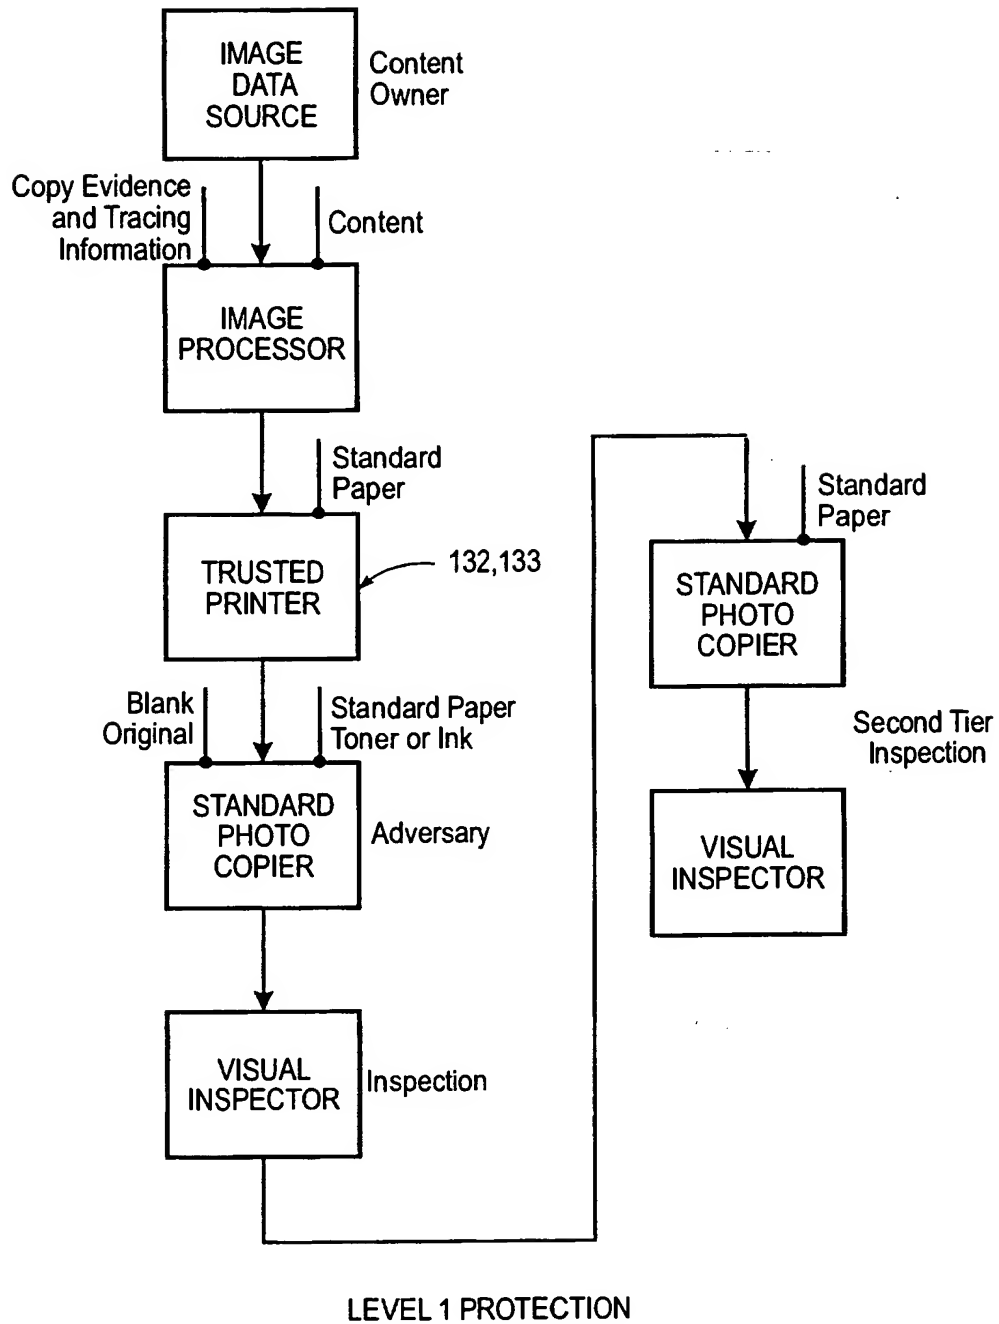 IMAGE
DATA
SOURCE
Content
Owner
Copy Evidence
and Tracing
Information
Content
IMAGE
PROCESSOR
Standard
Paper
TRUSTED
PRINTER
132,133
Blank
Original
Standard Paper
Toner or Ink
STANDARD
PHOTO
COPIER
Adversary
VISUAL
INSPECTOR
Inspection
Standard
Paper
STANDARD
PHOTO
COPIER
Second Tier
Inspection
VISUAL
INSPECTOR
LEVEL 1 PROTECTION